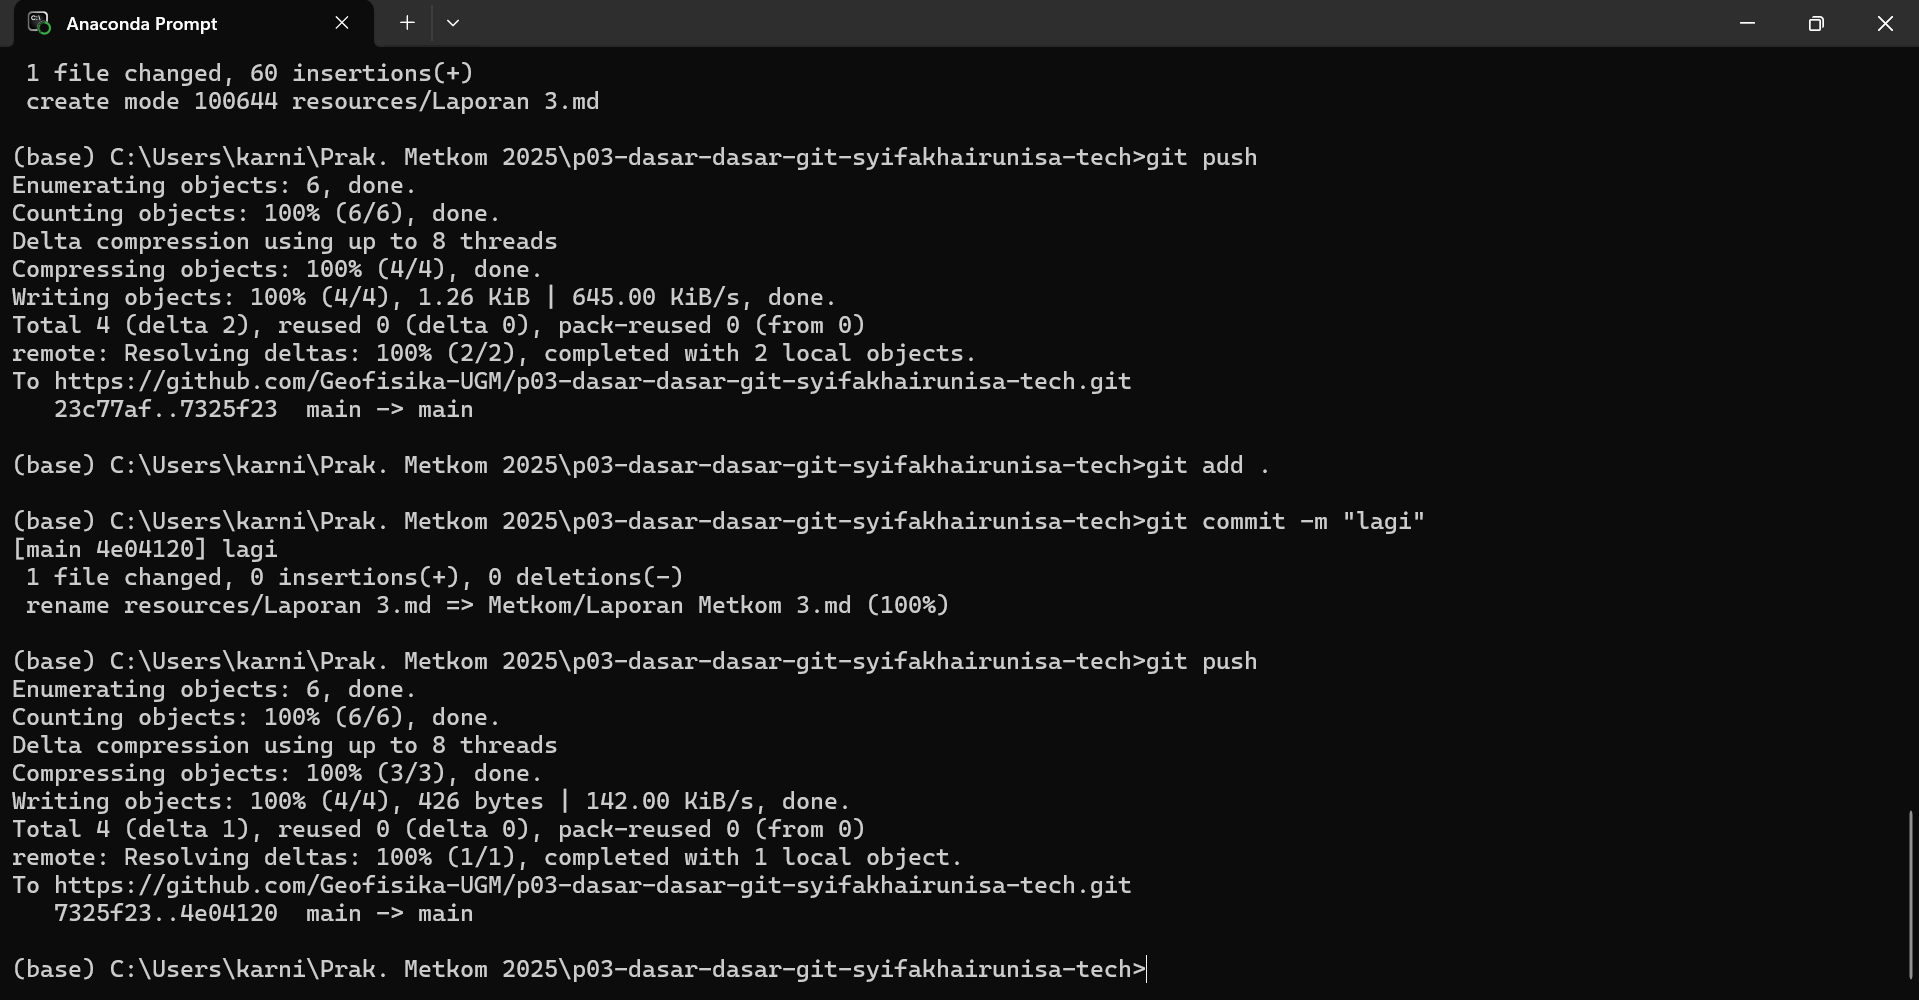 Anaconda Prompt
1 file changed, 60 insertions(+)
create mode 100644 resources/Laporan 3.md
(base) C:\Users\karni\Prak. Metkom 2025\p03-dasar-dasar-git-syifakhairunisa-tech>git push
Enumerating objects: 6, done.
Counting objects: 100% (6/6), done.
Delta compression using up to 8 threads
Compressing objects: 100% (4/4), done.
Writing objects: 100% (4/4), 1.26 KiB | 645.00 KiB/s, done.
Total 4 (delta 2), reused 0 (delta 0), pack-reused 0 (from 0)
remote: Resolving deltas: 100% (2/2), completed with 2 local objects.
To https://github.com/Geofisika-UGM/p03-dasar-dasar-git-syifakhairunisa-tech.git
23c77af..7325f23  main -> main
(base) C:\Users\karni\Prak. Metkom 2025\p03-dasar-dasar-git-syifakhairunisa-tech>git add .
(base) C:\Users\karni\Prak. Metkom 2025\p03-dasar-dasar-git-syifakhairunisa-tech>git commit -m "lagi"
[main 4e04120] lagi
1 file changed, 0 insertions(+), 0 deletions(-)
rename resources/Laporan 3.md => Metkom/Laporan Metkom 3.md (100%)
(base) C:\Users\karni\Prak. Metkom 2025\p03-dasar-dasar-git-syifakhairunisa-tech>git push
Enumerating objects: 6, done.
Counting objects: 100% (6/6), done.
Delta compression using up to 8 threads
Compressing objects: 100% (3/3), done.
Writing objects: 100% (4/4), 426 bytes | 142.00 KiB/s, done.
Total 4 (delta 1), reused 0 (delta 0), pack-reused 0 (from 0)
remote: Resolving deltas: 100% (1/1), completed with 1 local object.
To https://github.com/Geofisika-UGM/p03-dasar-dasar-git-syifakhairunisa-tech.git
7325f23..4e04120  main -> main
(base) C:\Users\karni\Prak. Metkom 2025\p03-dasar-dasar-git-syifakhairunisa-tech>